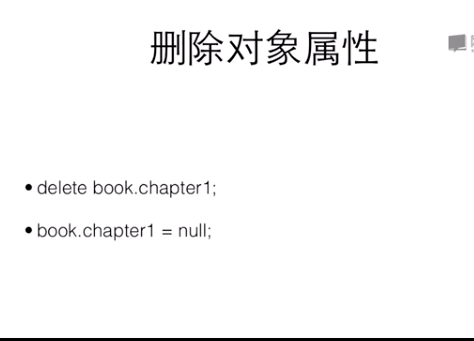 删除对象属性
• delete book.chapter1;
• book.chapter1 = null;